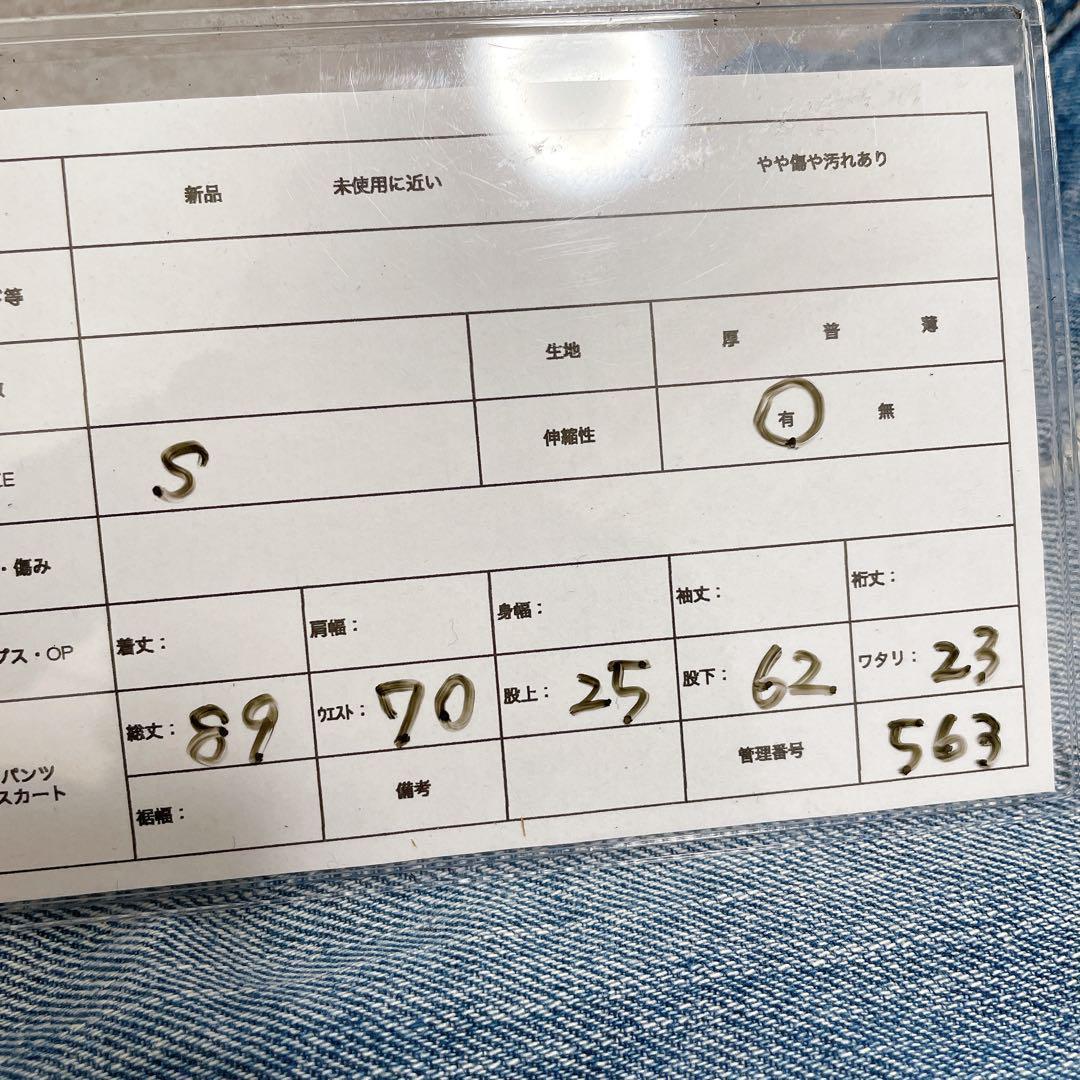 新品 未使用に近い やや傷や汚れあり
等
生地 厚 普 薄
S 伸縮性 有 無
・傷み
プス・OP 着丈： 肩幅： 身幅： 袖丈： 裄丈：
パンツ
スカート
総丈：89 ウエスト：70 股上：25 股下：62 ワタリ：23
裾幅： 備考 管理番号 563